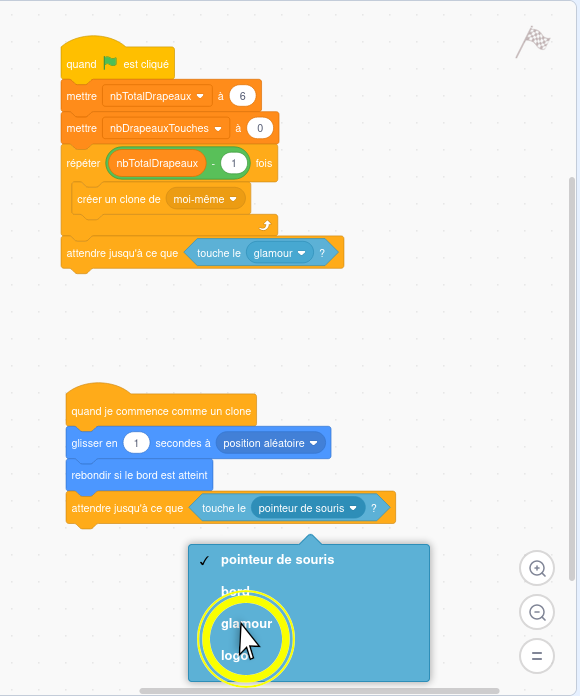 quand est cliqué
mettre nbTotalDrapeaux à 6
mettre nbDrapeauxTouches à 0
répéter nbTotalDrapeaux - 1 fois
créer un clone de moi-même
attendre jusqu'à ce que touche le glamour ?
quand je commence comme un clone
glisser en 1 secondes à position aléatoire
rebondir si le bord est atteint
attendre jusqu'à ce que touche le pointeur de souris ?
✓ pointeur de souris
bord
glamour
logo